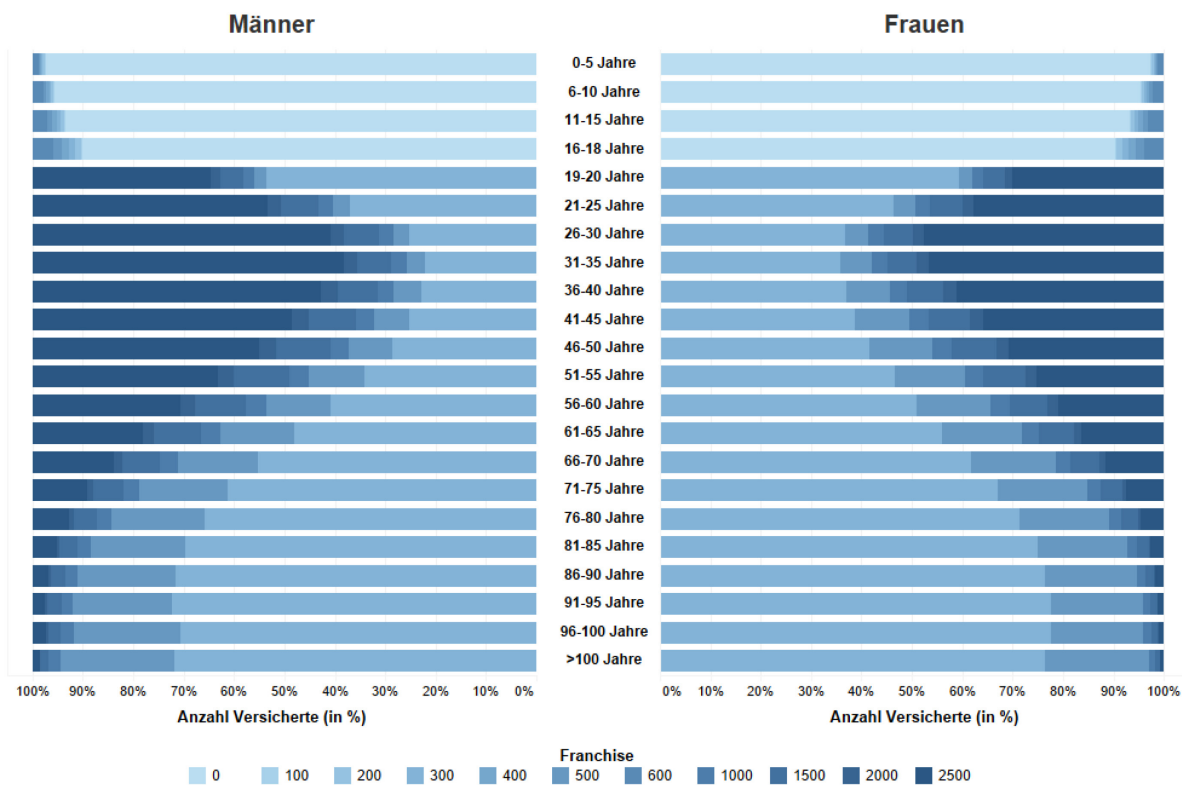 Männer Frauen
0-5 Jahre
6-10 Jahre
11-15 Jahre
16-18 Jahre
19-20 Jahre
21-25 Jahre
26-30 Jahre
31-35 Jahre
36-40 Jahre
41-45 Jahre
46-50 Jahre
51-55 Jahre
56-60 Jahre
61-65 Jahre
66-70 Jahre
71-75 Jahre
76-80 Jahre
81-85 Jahre
86-90 Jahre
91-95 Jahre
96-100 Jahre
>100 Jahre
100% 90% 80% 70% 60% 50% 40% 30% 20% 10% 0% 0% 10% 20% 30% 40% 50% 60% 70% 80% 90% 100%
Anzahl Versicherte (in %) Anzahl Versicherte (in %)
Franchise
0 100 200 300 400 500 600 1000 1500 2000 2500